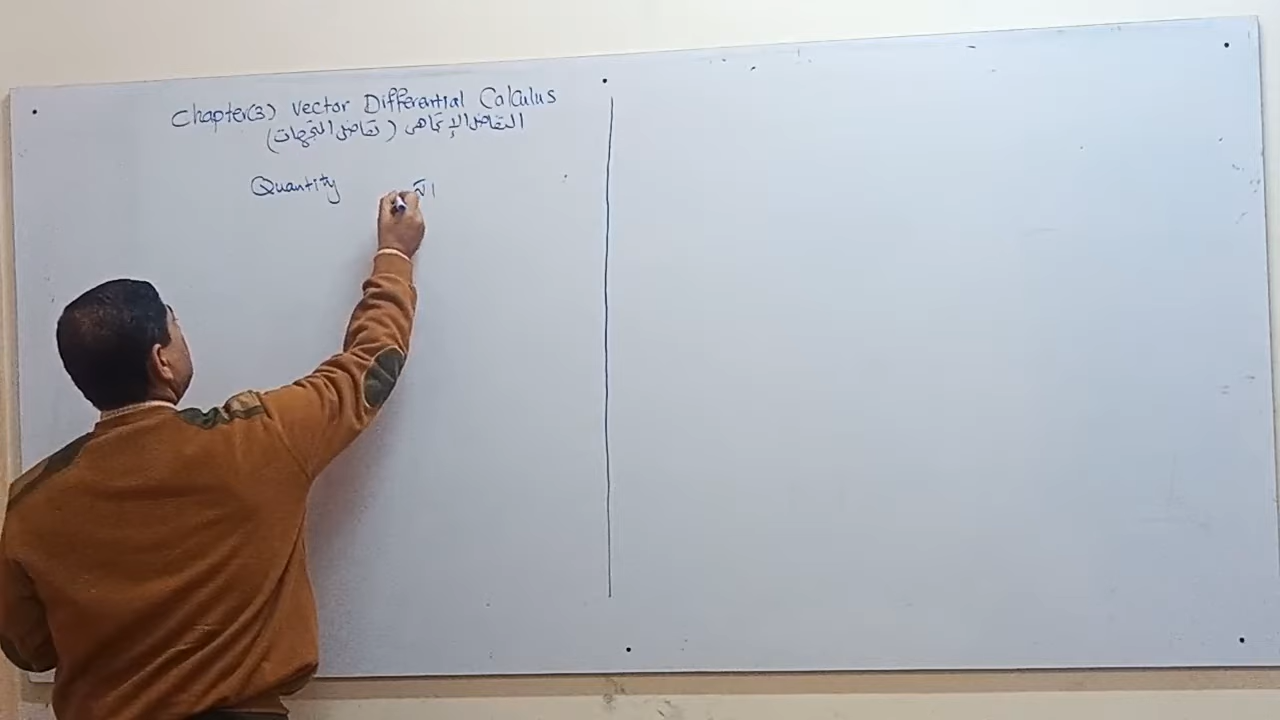 Chapter(3) Vector Differential Calculus
التفاضل الإتجاهى (تفاضل المتجهات)
Quantity